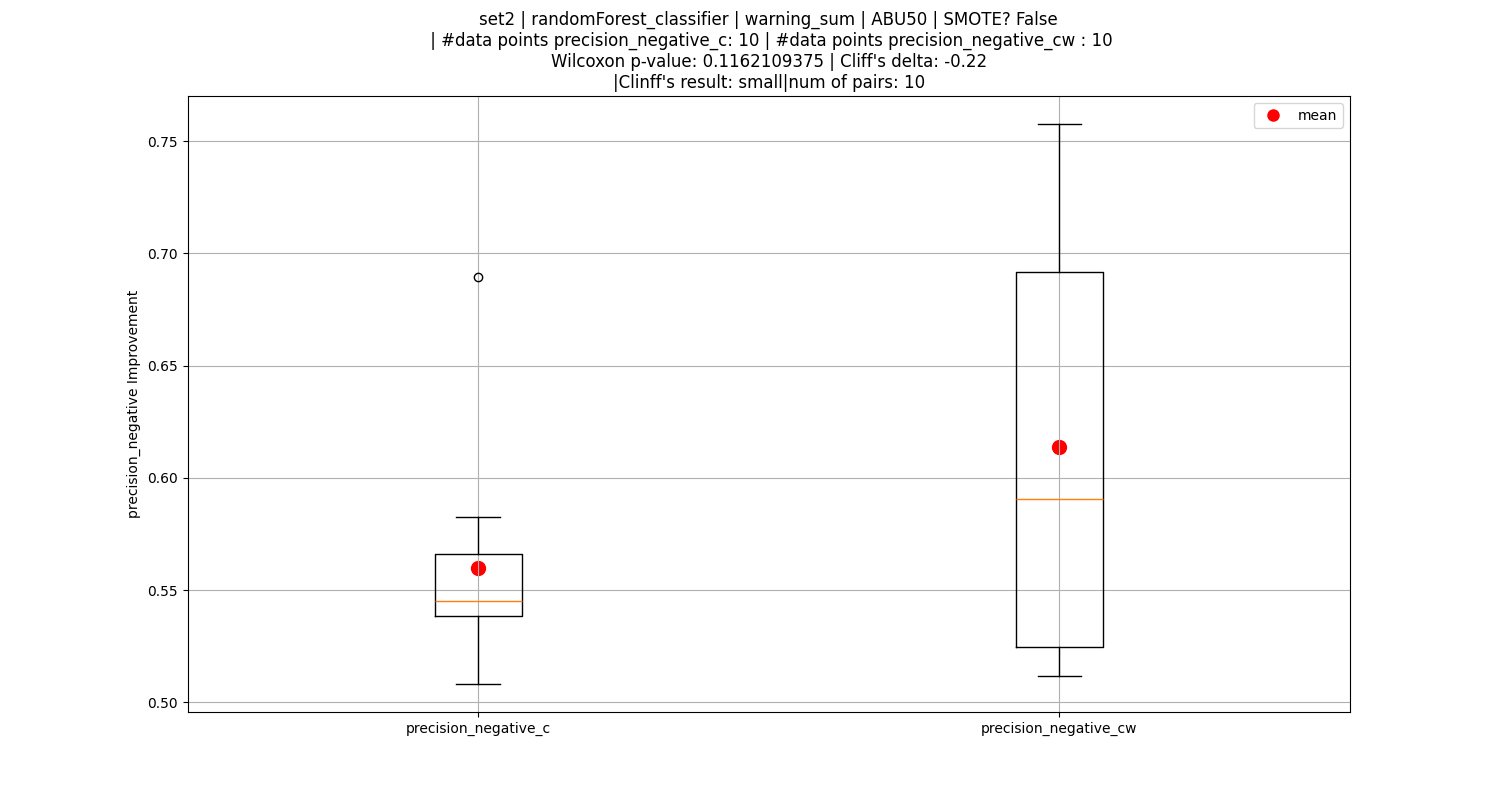 set2 | randomForest_classifier | warning_sum | ABU50 | SMOTE? False
| #data points precision_negative_c: 10 | #data points precision_negative_cw : 10
Wilcoxon p-value: 0.1162109375 | Cliff's delta: -0.22
|Clinff's result: small|num of pairs: 10
mean
0.75
0.70
0.65
0.60
0.55
0.50
precision_negative Improvement
precision_negative_c
precision_negative_cw